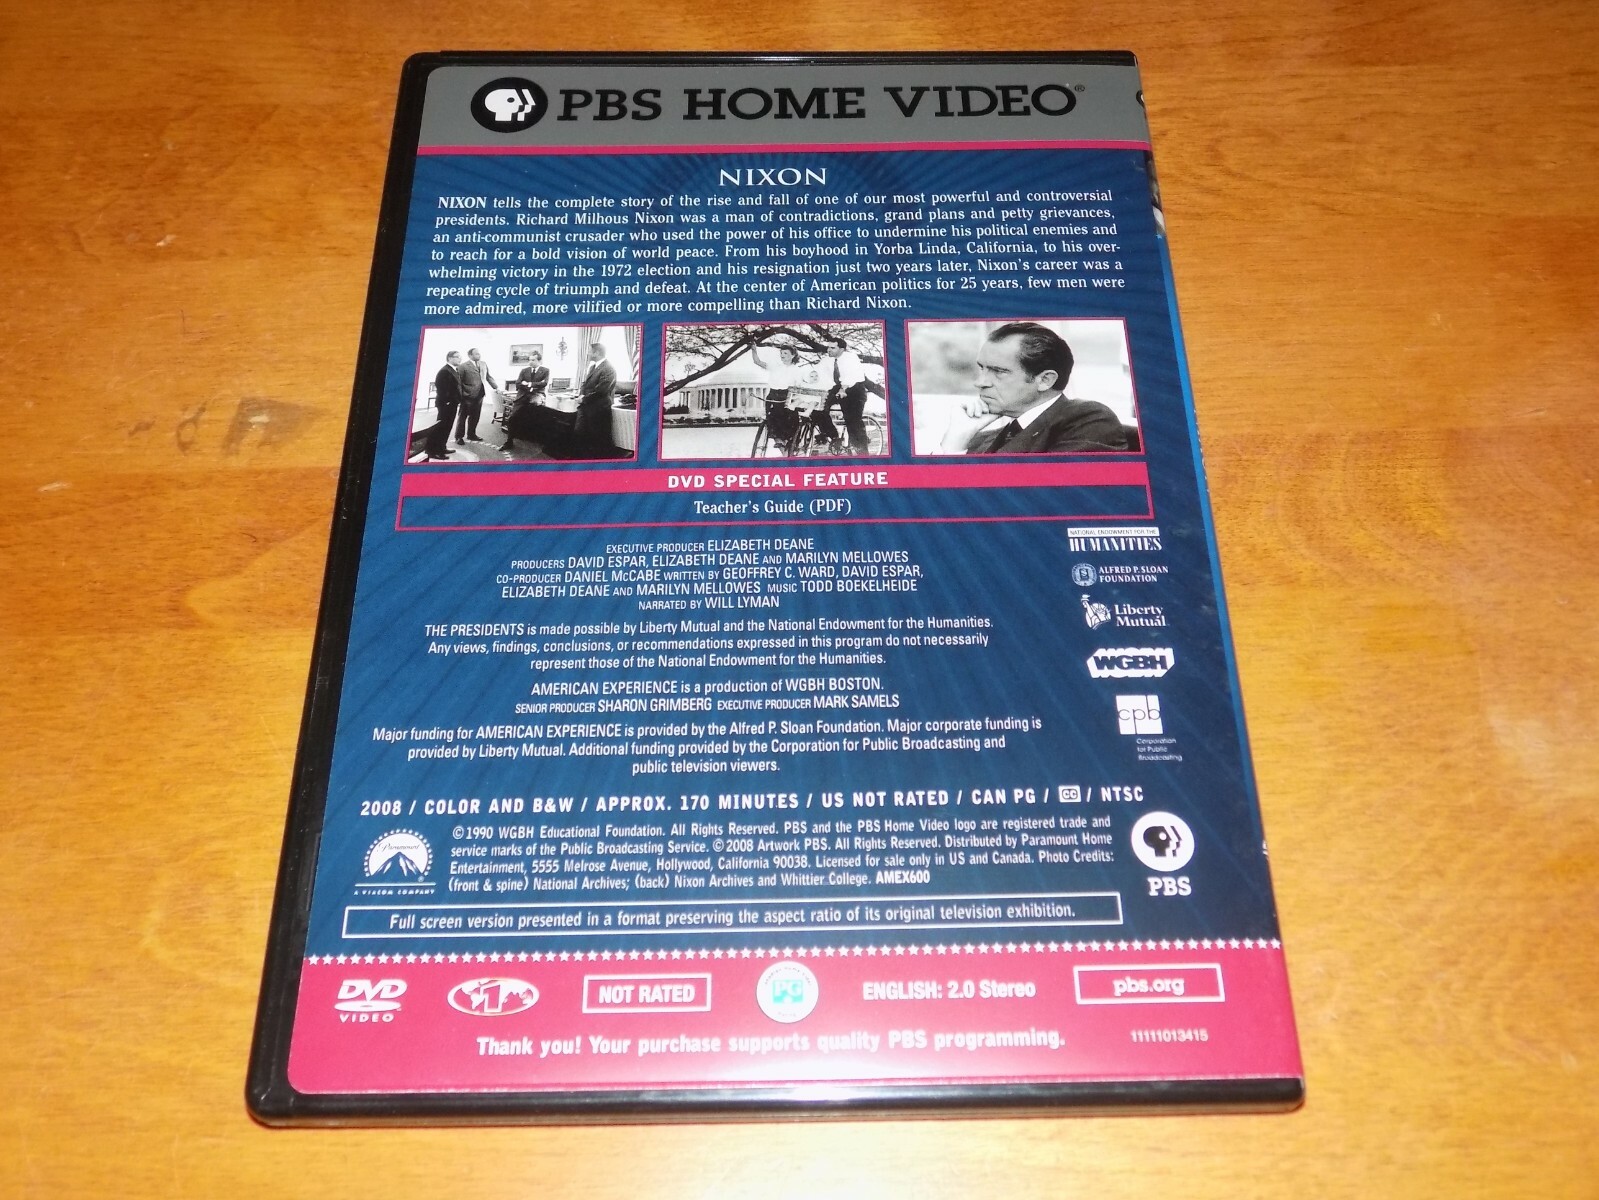 PBS HOME VIDEO®
NIXON
NIXON tells the complete story of the rise and fall of one of our most powerful and controversial
presidents. Richard Milhous Nixon was a man of contradictions, grand plans and petty grievances,
an anti-communist crusader who used the power of his office to undermine his political enemies and
to reach for a bold vision of world peace. From his boyhood in Yorba Linda, California, to his over-
whelming victory in the 1972 election and his resignation just two years later, Nixon's career was a
repeating cycle of triumph and defeat. At the center of American politics for 25 years, few men were
more admired, more vilified or more compelling than Richard Nixon.
DVD SPECIAL FEATURE
Teacher's Guide (PDF)
EXECUTIVE PRODUCER ELIZABETH DEANE
PRODUCERS DAVID ESPAR, ELIZABETH DEANE AND MARILYN MELLOWES
CO-PRODUCER DANIEL McCABE WRITTEN BY GEOFFREY C. WARD, DAVID ESPAR,
ELIZABETH DEANE AND MARILYN MELLOWES MUSIC TODD BOEKELHEIDE
NARRATED BY WILL LYMAN
NATIONAL ENDOWMENT FOR THE
HUMANITIES
ALFRED P. SLOAN
FOUNDATION
Liberty
Mutual.
WGBH
cpb
Corporation
for Public
Broadcasting
THE PRESIDENTS is made possible by Liberty Mutual and the National Endowment for the Humanities.
Any views, findings, conclusions, or recommendations expressed in this program do not necessarily
represent those of the National Endowment for the Humanities.
AMERICAN EXPERIENCE is a production of WGBH BOSTON.
SENIOR PRODUCER SHARON GRIMBERG EXECUTIVE PRODUCER MARK SAMELS
Major funding for AMERICAN EXPERIENCE is provided by the Alfred P. Sloan Foundation. Major corporate funding is
provided by Liberty Mutual. Additional funding provided by the Corporation for Public Broadcasting and
public television viewers.
2008 / COLOR AND B&W / APPROX. 170 MINUTES / US NOT RATED / CAN PG / CC / NTSC
Paramount
A VIACOM COMPANY
©1990 WGBH Educational Foundation. All Rights Reserved. PBS and the PBS Home Video logo are registered trade and
service marks of the Public Broadcasting Service. ©2008 Artwork PBS. All Rights Reserved. Distributed by Paramount Home
Entertainment, 5555 Melrose Avenue, Hollywood, California 90038. Licensed for sale only in US and Canada. Photo Credits:
(front & spine) National Archives; (back) Nixon Archives and Whittier College. AMEX600
PBS
Full screen version presented in a format preserving the aspect ratio of its original television exhibition.
DVD
VIDEO
1
NOT RATED
PG
ENGLISH: 2.0 Stereo
pbs.org
Thank you! Your purchase supports quality PBS programming.
11111013415